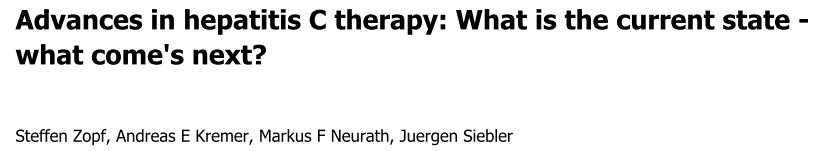 Advances in hepatitis C therapy: What is the current state -
what come's next?
Steffen Zopf, Andreas E Kremer, Markus F Neurath, Juergen Siebler